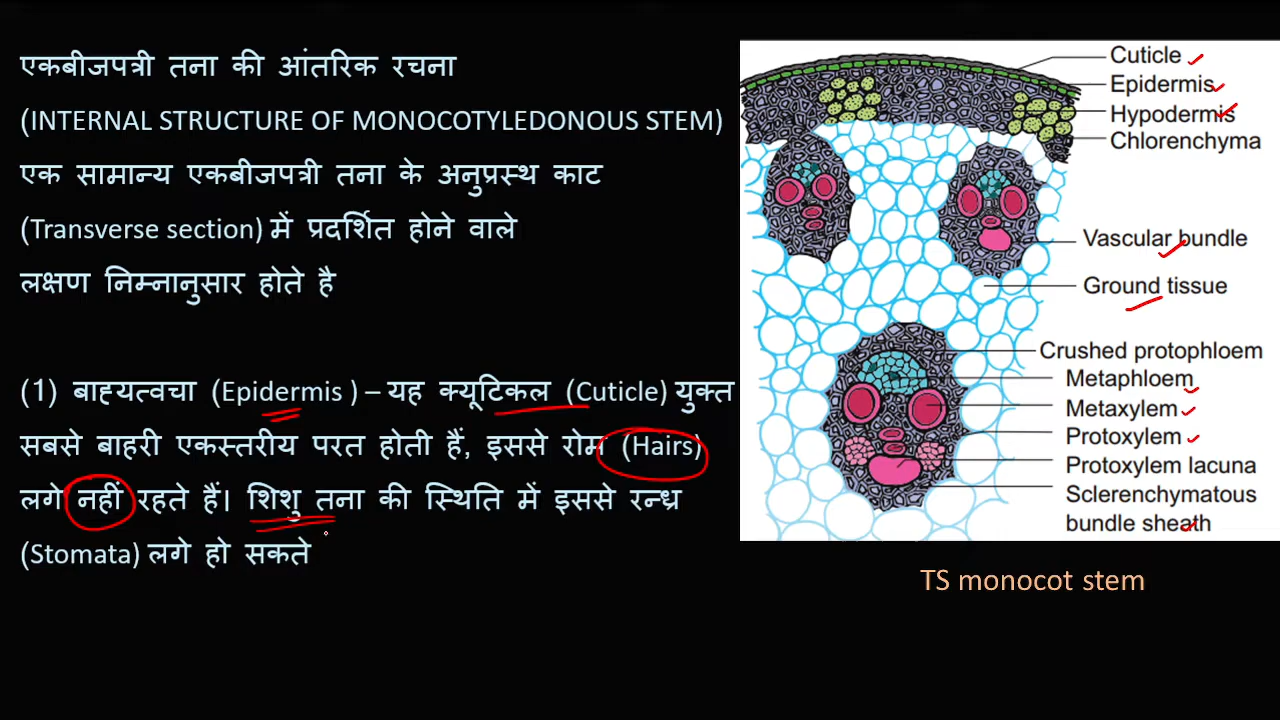 एकबीजपत्री तना की आंतरिक रचना
(INTERNAL STRUCTURE OF MONOCOTYLEDONOUS STEM)
एक सामान्य एकबीजपत्री तना के अनुप्रस्थ काट
(Transverse section) में प्रदर्शित होने वाले
लक्षण निम्नानुसार होते है
(1) बाह्यत्वचा (Epidermis ) – यह क्यूटिकल (Cuticle) युक्त
सबसे बाहरी एकस्तरीय परत होती हैं, इससे रोम (Hairs)
लगे नहीं रहते हैं। शिशु तना की स्थिति में इससे रन्ध्र
(Stomata) लगे हो सकते
Cuticle
Epidermis
Hypodermis
Chlorenchyma
Vascular bundle
Ground tissue
Crushed protophloem
Metaphloem
Metaxylem
Protoxylem
Protoxylem lacuna
Sclerenchymatous
bundle sheath
TS monocot stem